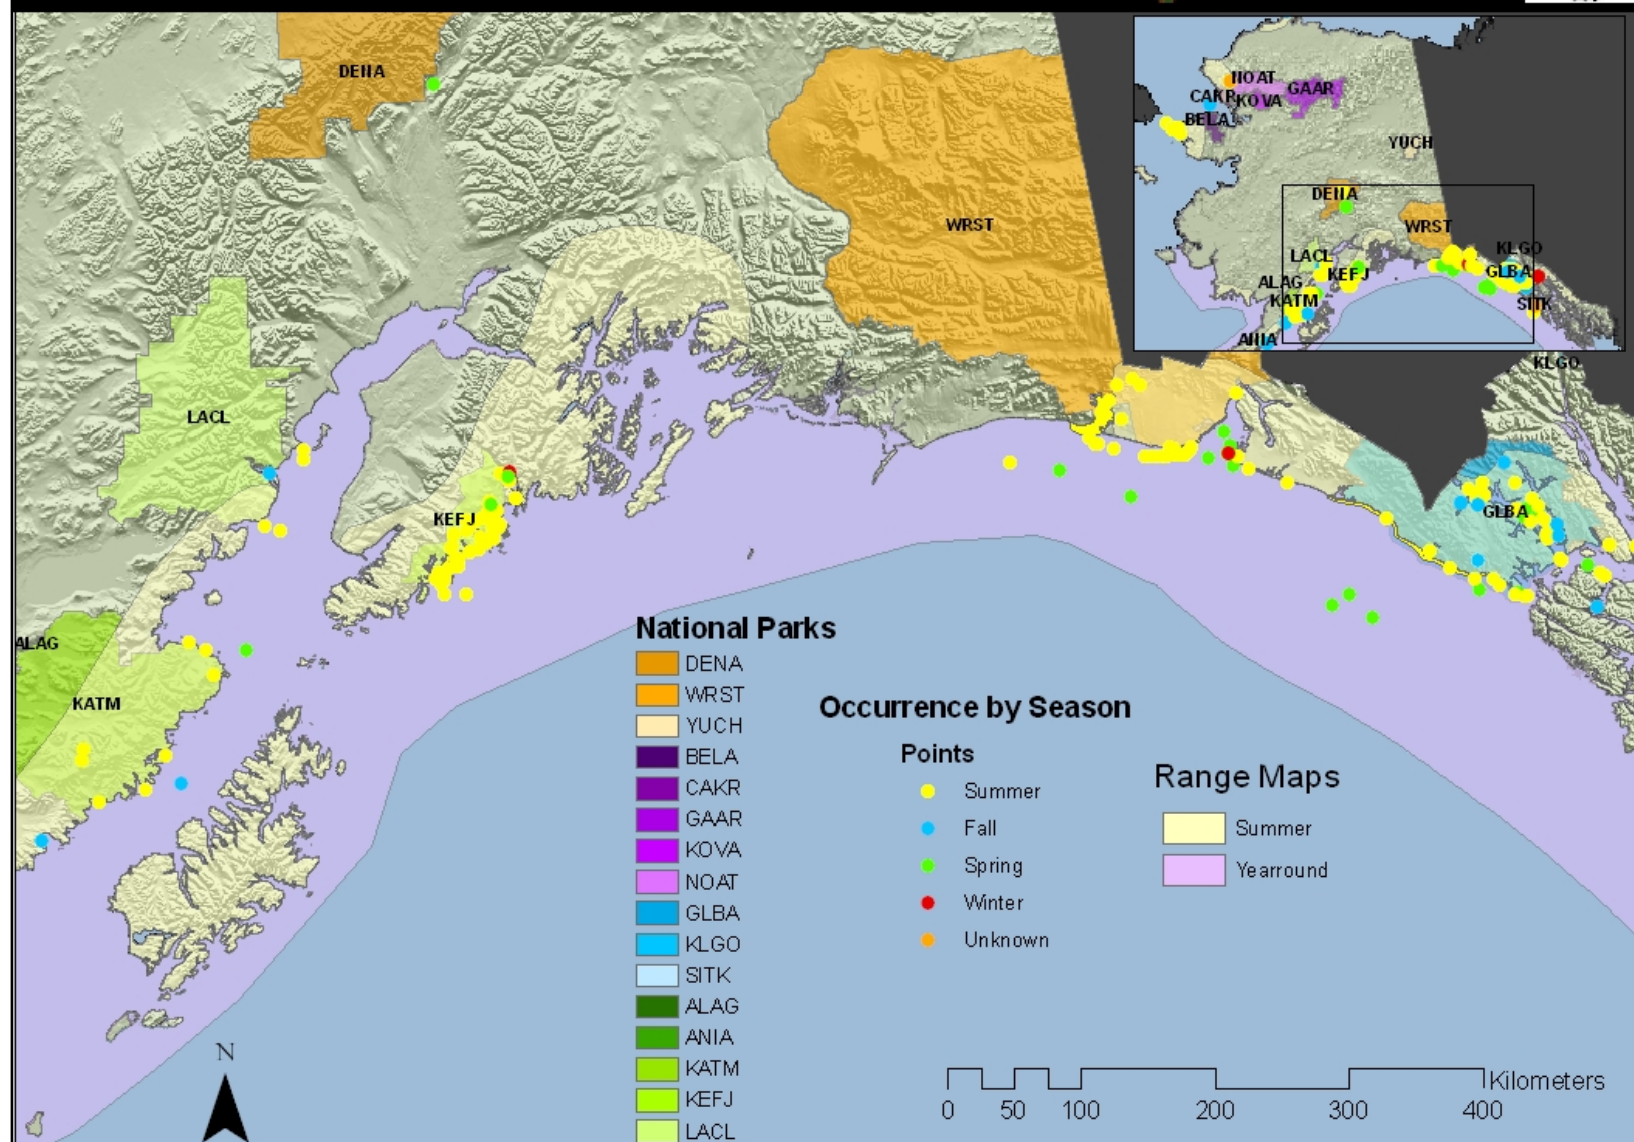 DENA
WRST
LACL
KEFJ
ALAG
KATM
GLBA
KLGO
NOAT
GAAR
CAKR
KOVA
BELA
YUCH
DENA
WRST
LACL
KEFJ
KLGO
GLBA
ALAG
KATM
SITK
ANIA
National Parks
DENA
WRST
YUCH
BELA
CAKR
GAAR
KOVA
NOAT
GLBA
KLGO
SITK
ALAG
ANIA
KATM
KEFJ
LACL
Occurrence by Season
Points
Summer
Fall
Spring
Winter
Unknown
Range Maps
Summer
Yearround
N
Kilometers
0 50 100 200 300 400